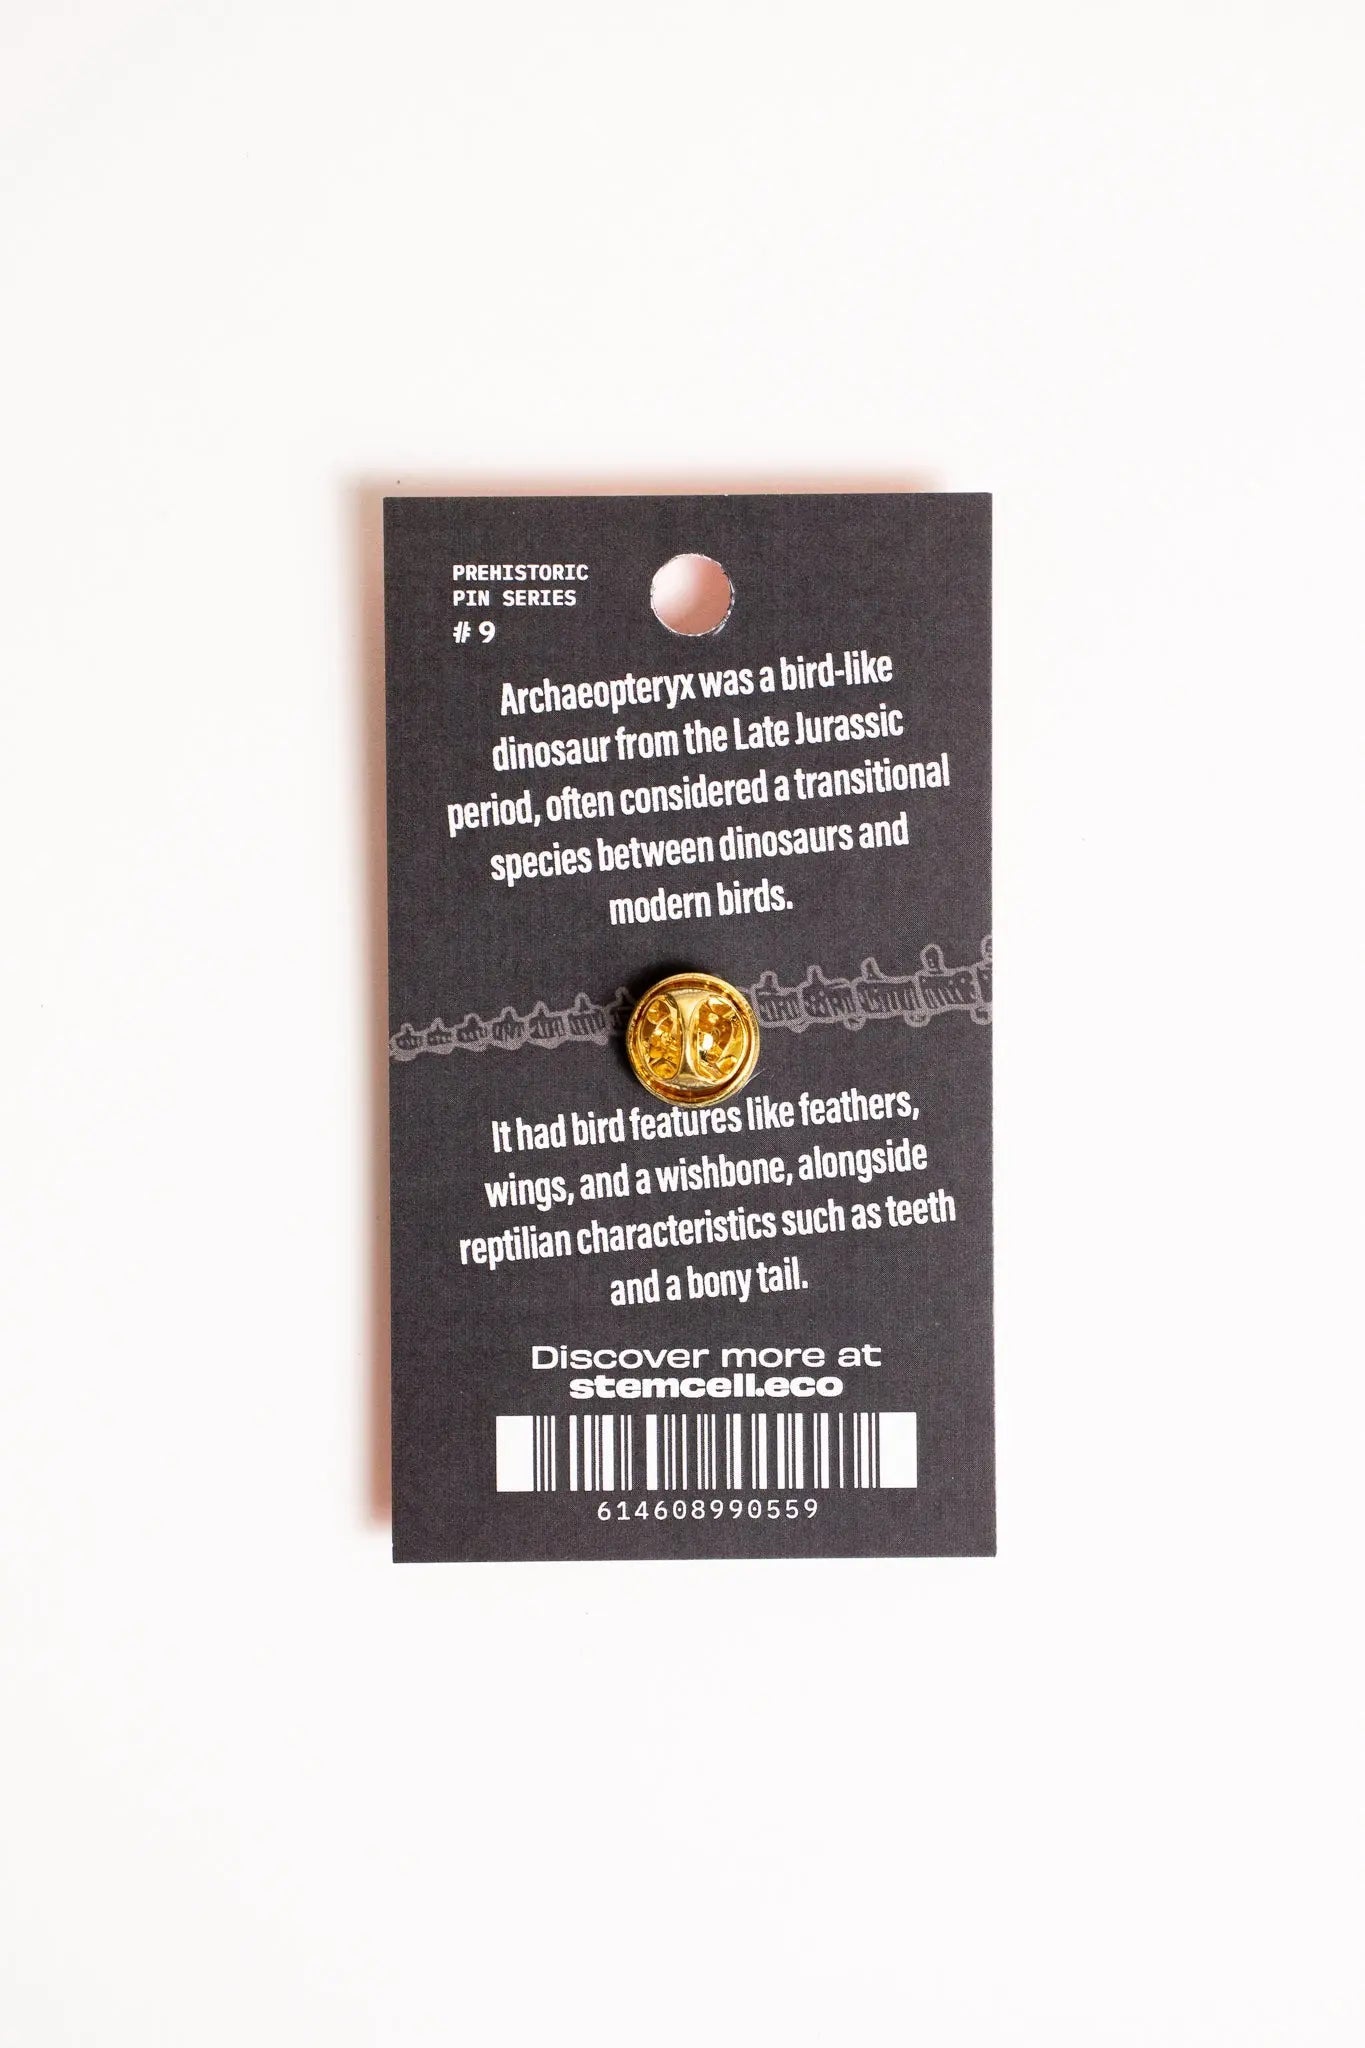 PREHISTORIC
PIN SERIES
# 9
Archaeopteryx was a bird-like
dinosaur from the Late Jurassic
period, often considered a transitional
species between dinosaurs and
modern birds.
It had bird features like feathers,
wings, and a wishbone, alongside
reptilian characteristics such as teeth
and a bony tail.
Discover more at
stemcell.eco
614608990559